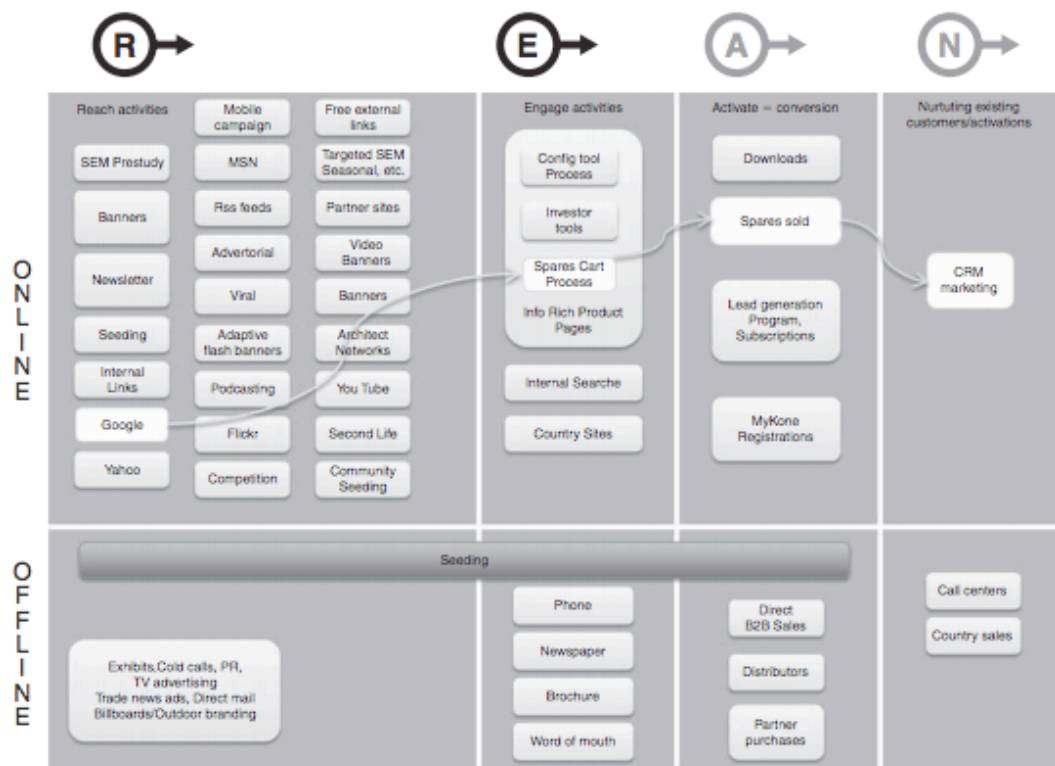 R
E
A
N
Reach activities
Mobile
campaign
Free external
links
SEM Prestudy
MSN
Targeted SEM
Seasonal, etc.
Banners
Rss feeds
Partner sites
Advertorial
Video
Banners
Newsletter
Viral
Banners
Seeding
Adaptive
flash banners
Architect
Networks
Internal
Links
Podcasting
You Tube
Google
Flickr
Second Life
Yahoo
Competition
Community
Seeding
Engage activities
Config tool
Process
Investor
tools
Spares Cart
Process
Info Rich Product
Pages
Internal Searche
Country Sites
Activate = conversion
Downloads
Spares sold
Lead generation
Program,
Subscriptions
MyKone
Registrations
Nurtuting existing
customers/activations
CRM
marketing
ONLINE
OFFLINE
Seeding
Exhibits,Cold calls, PR,
TV advertising
Trade news ads, Direct mail
Billboards/Outdoor branding
Phone
Newspaper
Brochure
Word of mouth
Direct
B2B Sales
Distributors
Partner
purchases
Call centers
Country sales